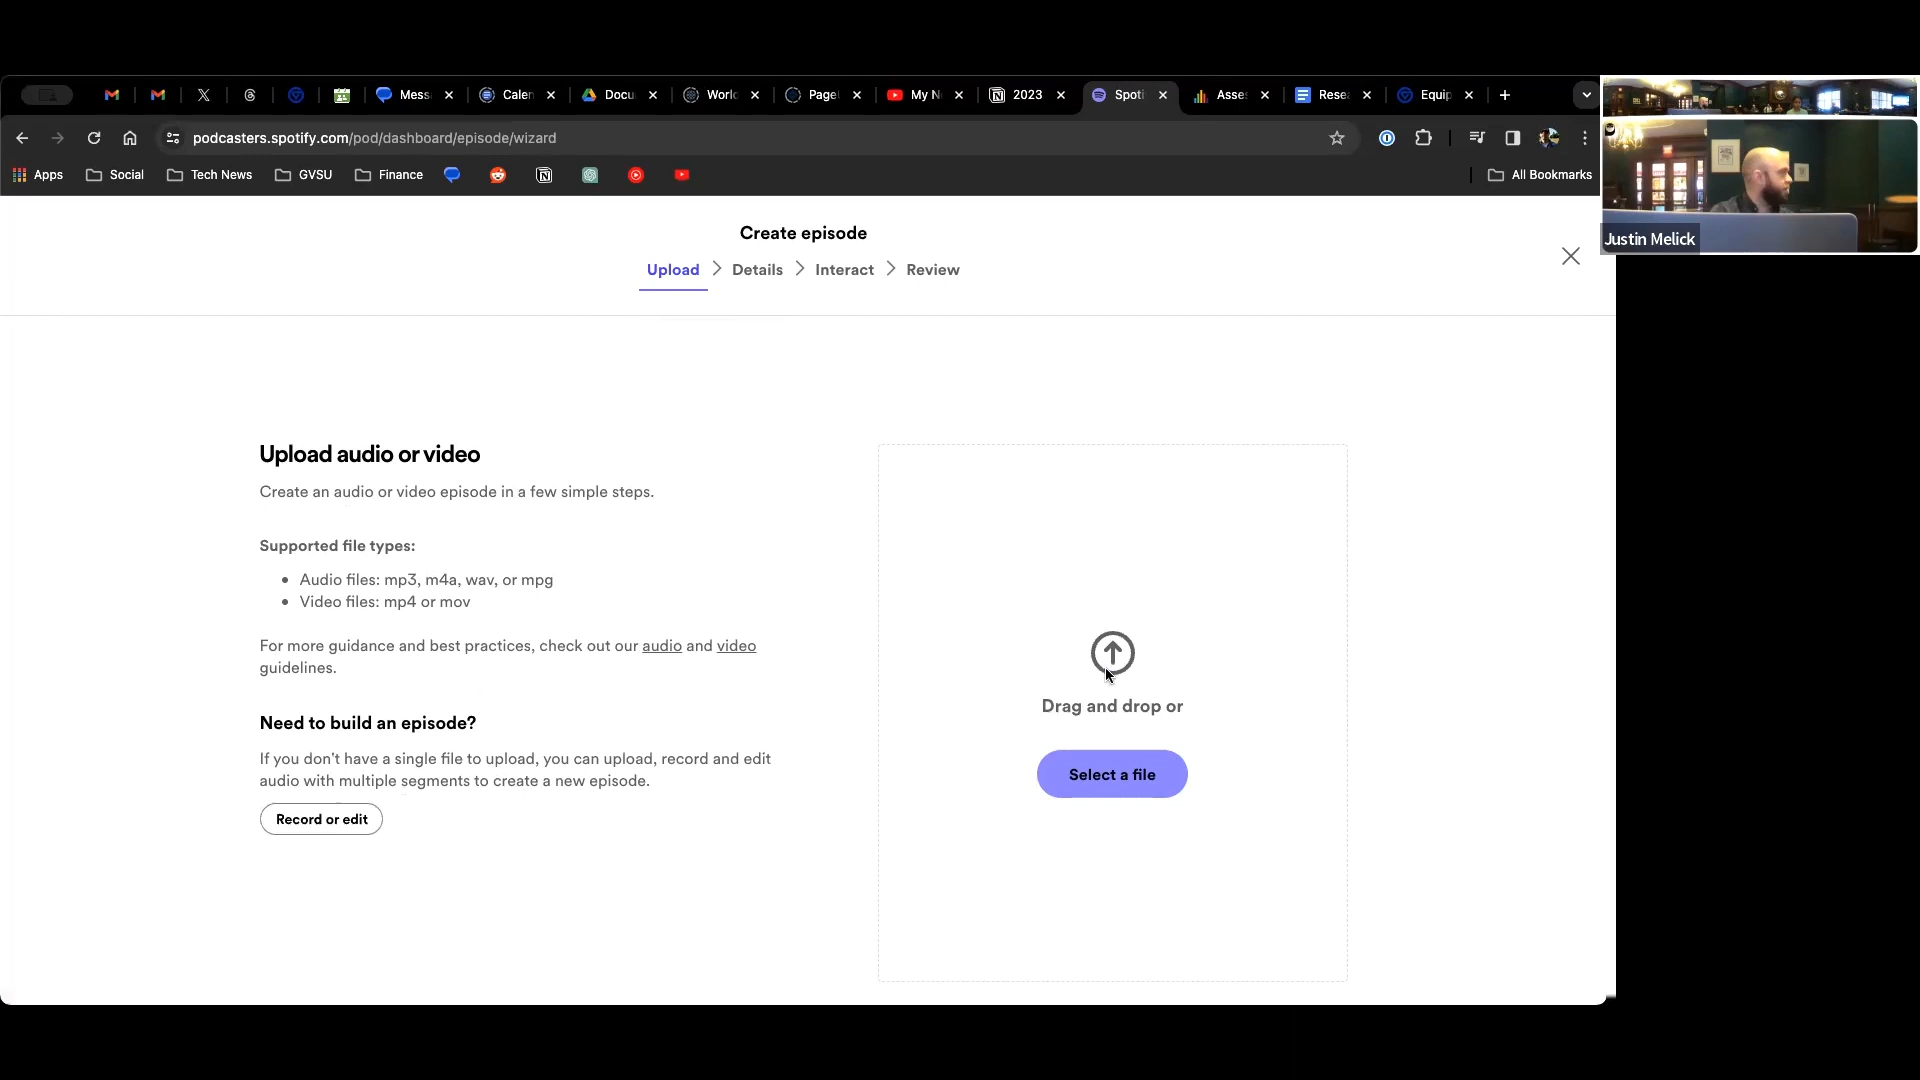 Mess
Calen
Docu
Worl
Page
My N
2023
Spoti
Asse
Rese
Equip
podcasters.spotify.com/pod/dashboard/episode/wizard
Apps
Social
Tech News
GVSU
Finance
All Bookmarks
Justin Melick
Create episode
Upload
Details
Interact
Review
Upload audio or video
Create an audio or video episode in a few simple steps.
Supported file types:
• Audio files: mp3, m4a, wav, or mpg
• Video files: mp4 or mov
For more guidance and best practices, check out our audio and video
guidelines.
Need to build an episode?
If you don't have a single file to upload, you can upload, record and edit
audio with multiple segments to create a new episode.
Record or edit
Drag and drop or
Select a file